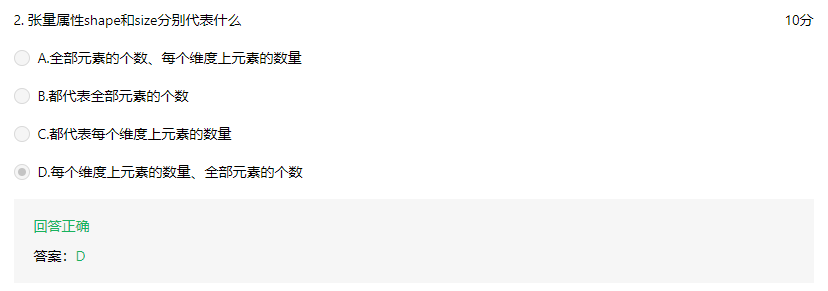 2. 张量属性shape和size分别代表什么 10分
A.全部元素的个数、每个维度上元素的数量
B.都代表全部元素的个数
C.都代表每个维度上元素的数量
D.每个维度上元素的数量、全部元素的个数
回答正确
答案：D